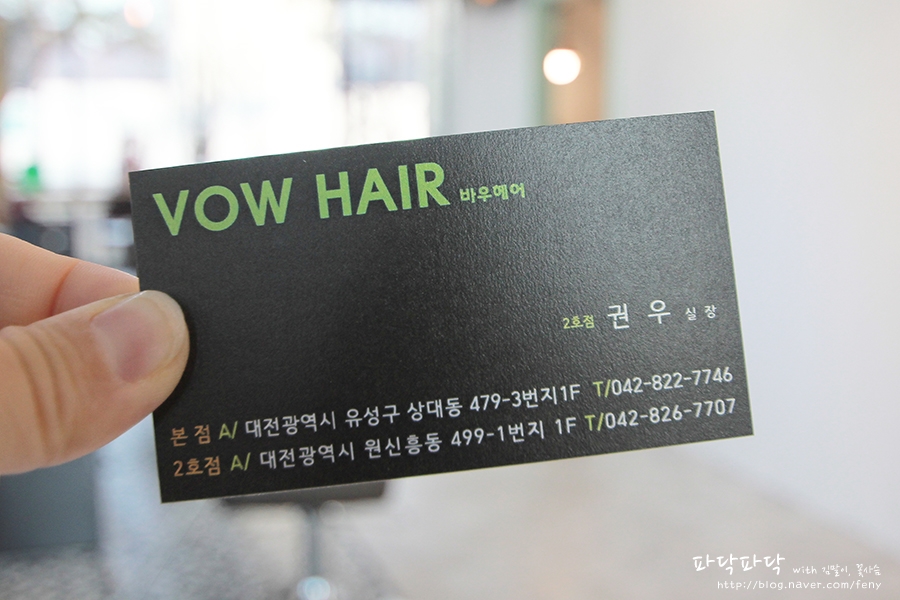 VOW HAIR 바우헤어
2호점 권 우 실 장
본 점 A/ 대전광역시 유성구 상대동 479-3번지1F T/042-822-7746
2호점 A/ 대전광역시 원신흥동 499-1번지 1F T/042-826-7707
파닥파닥 with 김말이, 꽃사슴
http://blog.naver.com/feny